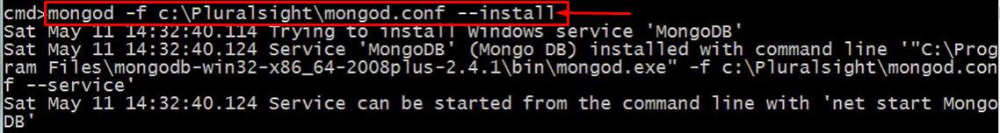 cmd>mongod -f c:\Pluralsight\mongod.conf --install
Sat May 11 14:32:40.114 Trying to install Windows service 'MongoDB'
Sat May 11 14:32:40.124 Service 'MongoDB' (Mongo DB) installed with command line '"C:\Prog
ram Files\mongodb-win32-x86_64-2008plus-2.4.1\bin\mongod.exe" -f c:\Pluralsight\mongod.con
f --service'
Sat May 11 14:32:40.124 Service can be started from the command line with 'net start Mongo
DB'